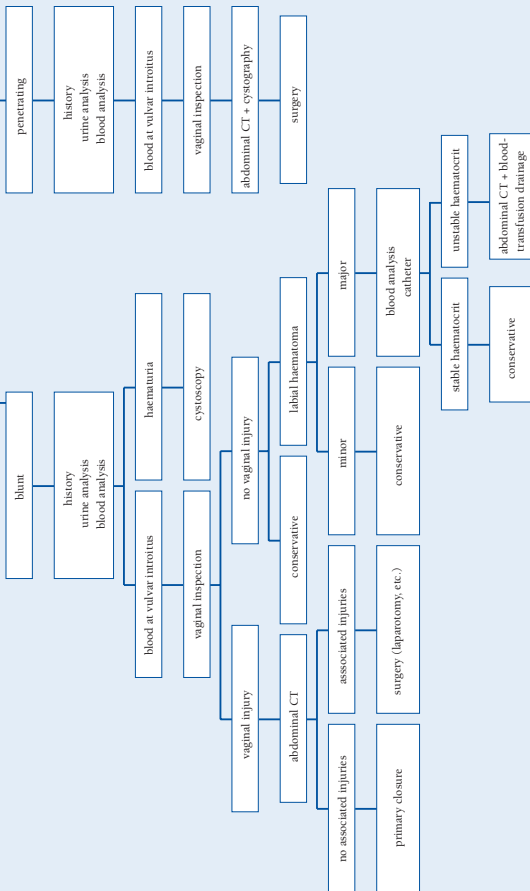 blunt
history
urine analysis
blood analysis
blood at vulvar introitus
haematuria
vaginal inspection
cystoscopy
vaginal injury
no vaginal injury
abdominal CT
conservative
labial haematoma
no associated injuries
asssociated injuries
minor
major
primary closure
surgery (laparotomy, etc.)
conservative
blood analysis
catheter
stable haematocrit
unstable haematocrit
conservative
abdominal CT + blood-
transfusion drainage
penetrating
history
urine analysis
blood analysis
blood at vulvar introitus
vaginal inspection
abdominal CT + cystography
surgery